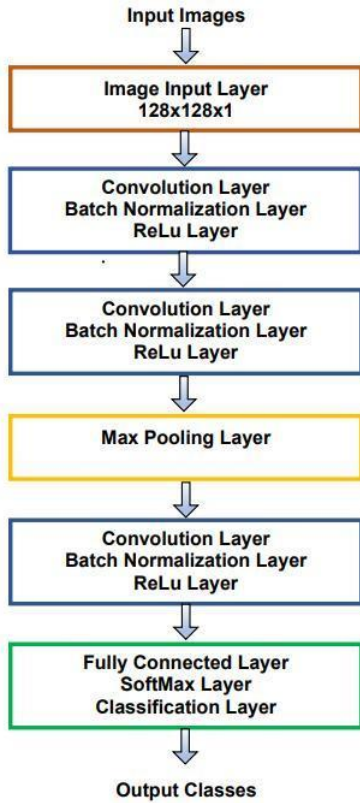 Input Images
Image Input Layer
128x128x1
Convolution Layer
Batch Normalization Layer
ReLu Layer
Convolution Layer
Batch Normalization Layer
ReLu Layer
Max Pooling Layer
Convolution Layer
Batch Normalization Layer
ReLu Layer
Fully Connected Layer
SoftMax Layer
Classification Layer
Output Classes